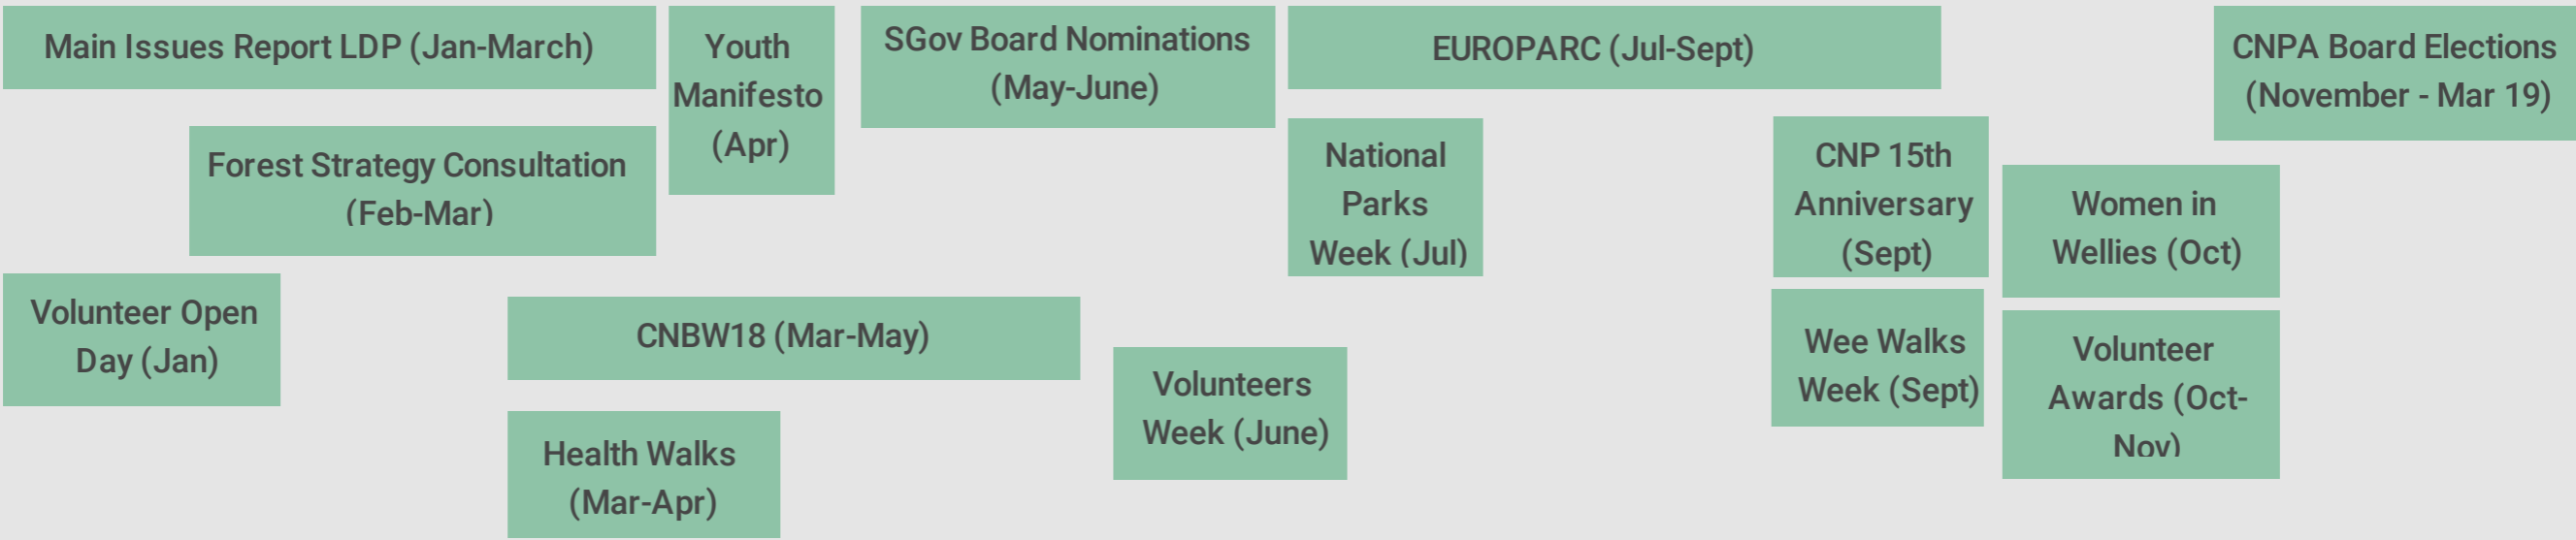 Main Issues Report LDP (Jan-March)
Youth
Manifesto
(Apr)
SGov Board Nominations
(May-June)
EUROPARC (Jul-Sept)
CNPA Board Elections
(November - Mar 19)
Forest Strategy Consultation
(Feb-Mar)
National
Parks
Week (Jul)
CNP 15th
Anniversary
(Sept)
Women in
Wellies (Oct)
Volunteer Open
Day (Jan)
CNBW18 (Mar-May)
Volunteers
Week (June)
Wee Walks
Week (Sept)
Volunteer
Awards (Oct-
Nov)
Health Walks
(Mar-Apr)